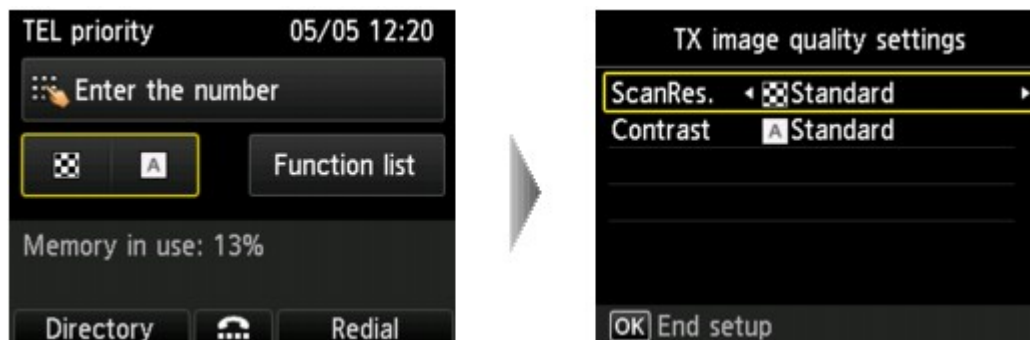 TEL priority 05/05 12:20
Enter the number
A Function list
Memory in use: 13%
Directory Redial
TX image quality settings
ScanRes. Standard
Contrast A Standard
OK End setup